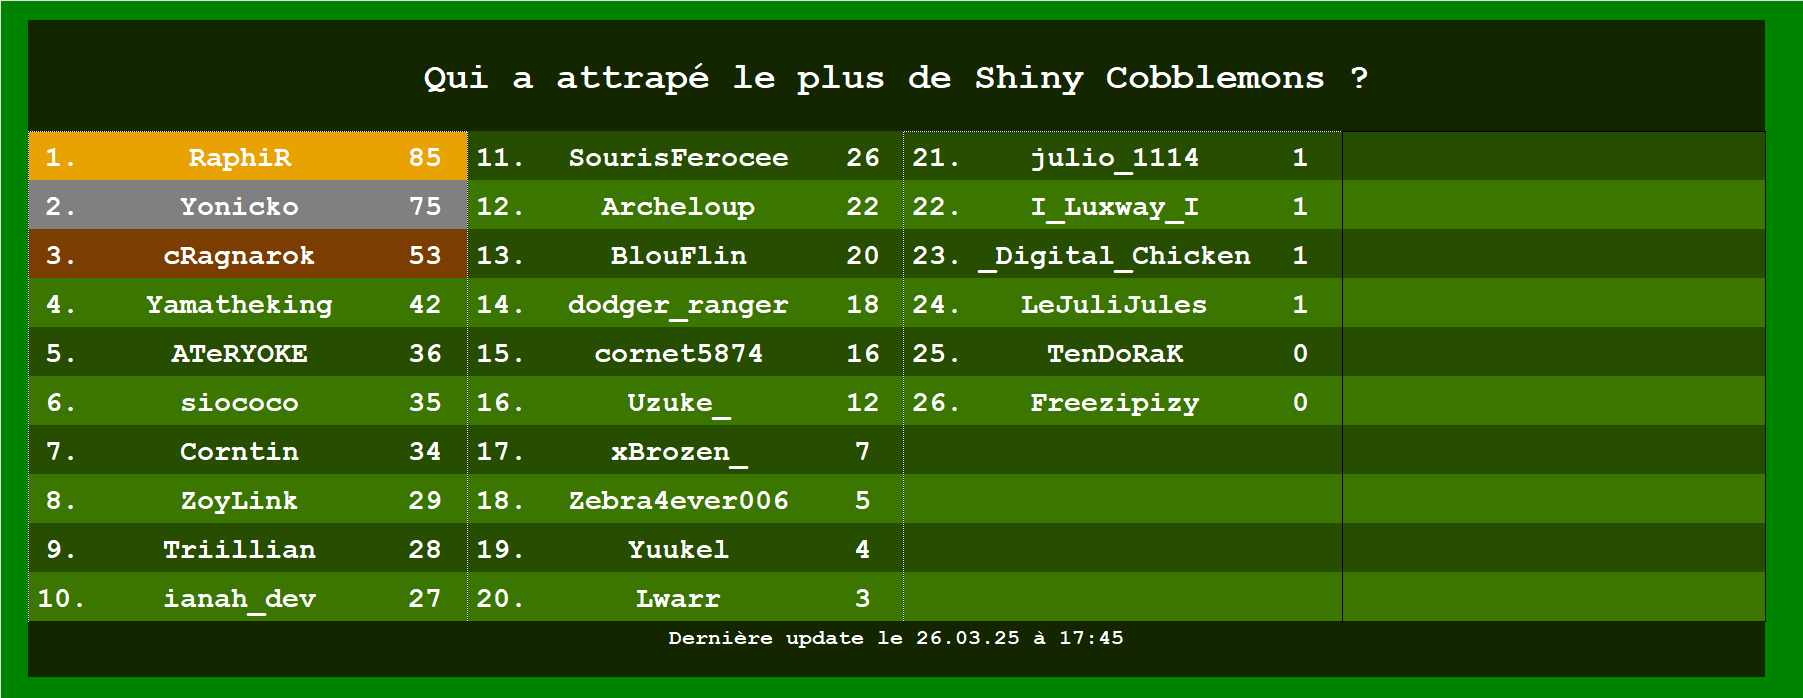 Qui a attrapé le plus de Shiny Cobblemons ?
1. RaphiR 85
2. Yonicko 75
3. cRagnarok 53
4. Yamatheking 42
5. ATeRYOKE 36
6. siococo 35
7. Corntin 34
8. ZoyLink 29
9. Triillian 28
10. ianah_dev 27
11. SourisFerocee 26
12. Archeloup 22
13. BlouFlin 20
14. dodger_ranger 18
15. cornet5874 16
16. Uzuke_ 12
17. xBrozen_ 7
18. Zebra4ever006 5
19. Yuukel 4
20. Lwarr 3
21. julio_1114 1
22. I_Luxway_I 1
23. _Digital_Chicken 1
24. LeJuliJules 1
25. TenDoRaK 0
26. Freezipizy 0
Dernière update le 26.03.25 à 17:45